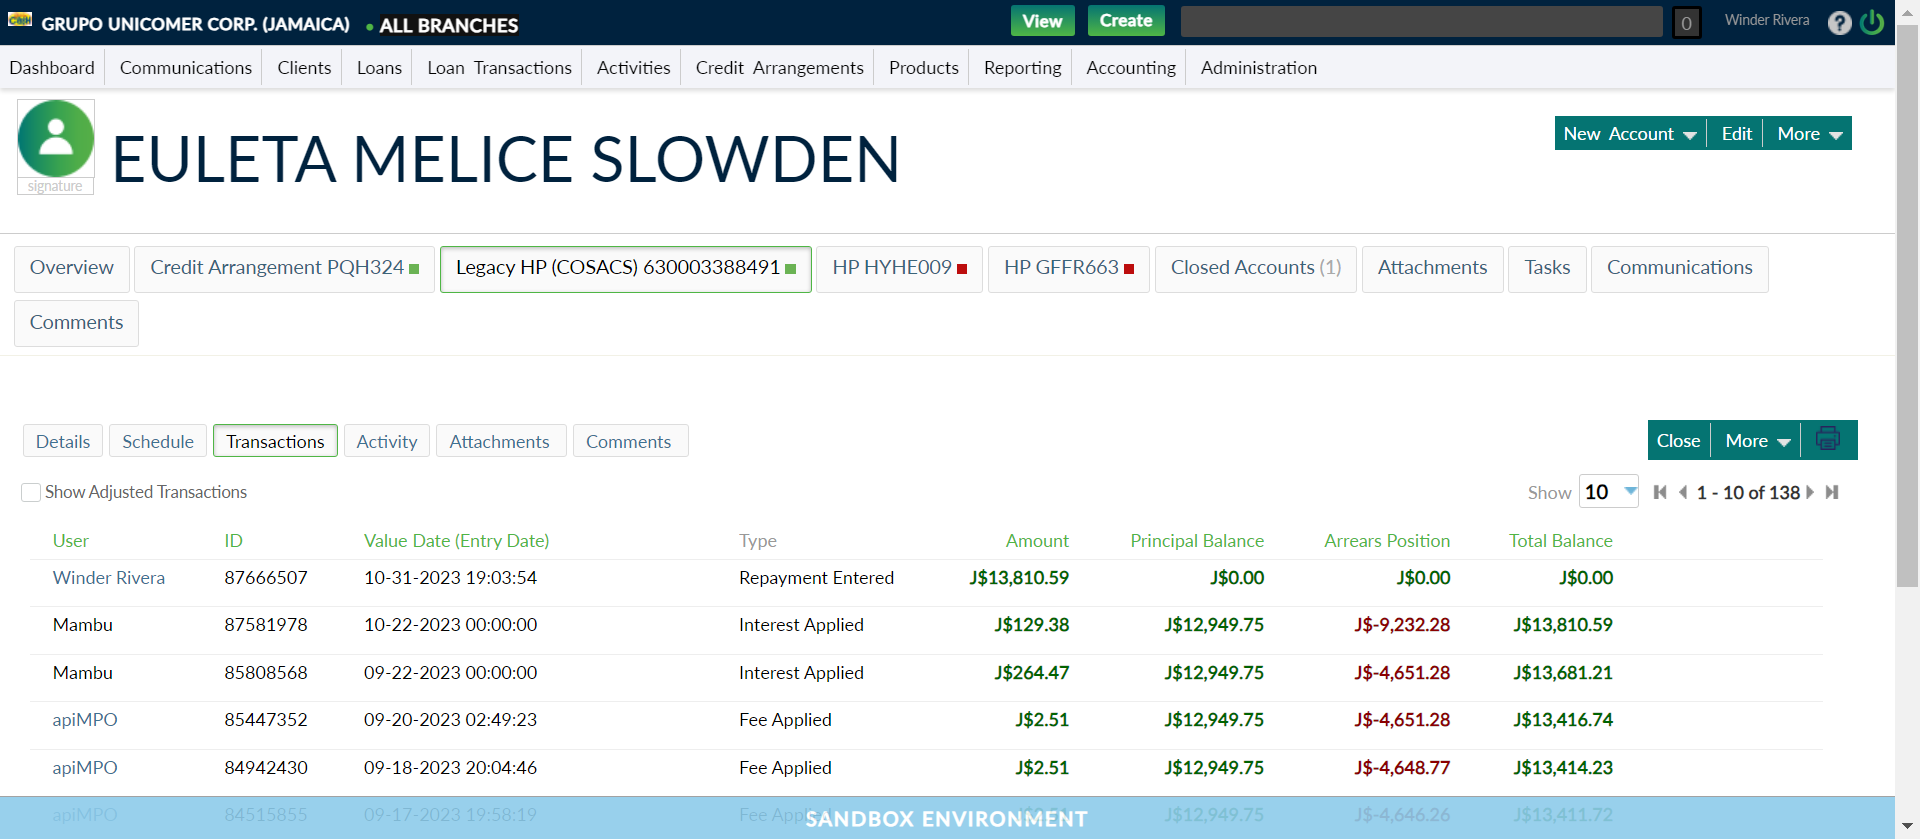 GRUPO UNICOMER CORP. (JAMAICA) • ALL BRANCHES View Create 0 Winder Rivera ?
Dashboard Communications Clients Loans Loan Transactions Activities Credit Arrangements Products Reporting Accounting Administration
signature
EULETA MELICE SLOWDEN
New Account Edit More
Overview Credit Arrangement PQH324 Legacy HP (COSACS) 630003388491 HP HYHE009 HP GFFR663 Closed Accounts (1) Attachments Tasks Communications
Comments
Details Schedule Transactions Activity Attachments Comments Close More
Show Adjusted Transactions Show 10 1 - 10 of 138
User ID Value Date (Entry Date) Type Amount Principal Balance Arrears Position Total Balance
Winder Rivera 87666507 10-31-2023 19:03:54 Repayment Entered J$13,810.59 J$0.00 J$0.00 J$0.00
Mambu 87581978 10-22-2023 00:00:00 Interest Applied J$129.38 J$12,949.75 J$-9,232.28 J$13,810.59
Mambu 85808568 09-22-2023 00:00:00 Interest Applied J$264.47 J$12,949.75 J$-4,651.28 J$13,681.21
apiMPO 85447352 09-20-2023 02:49:23 Fee Applied J$2.51 J$12,949.75 J$-4,651.28 J$13,416.74
apiMPO 84942430 09-18-2023 20:04:46 Fee Applied J$2.51 J$12,949.75 J$-4,648.77 J$13,414.23
apiMPO 84515855 09-17-2023 19:58:19 Fee J$12,949.75 J$-4,646.26 J$13,411.72
SANDBOX ENVIRONMENT